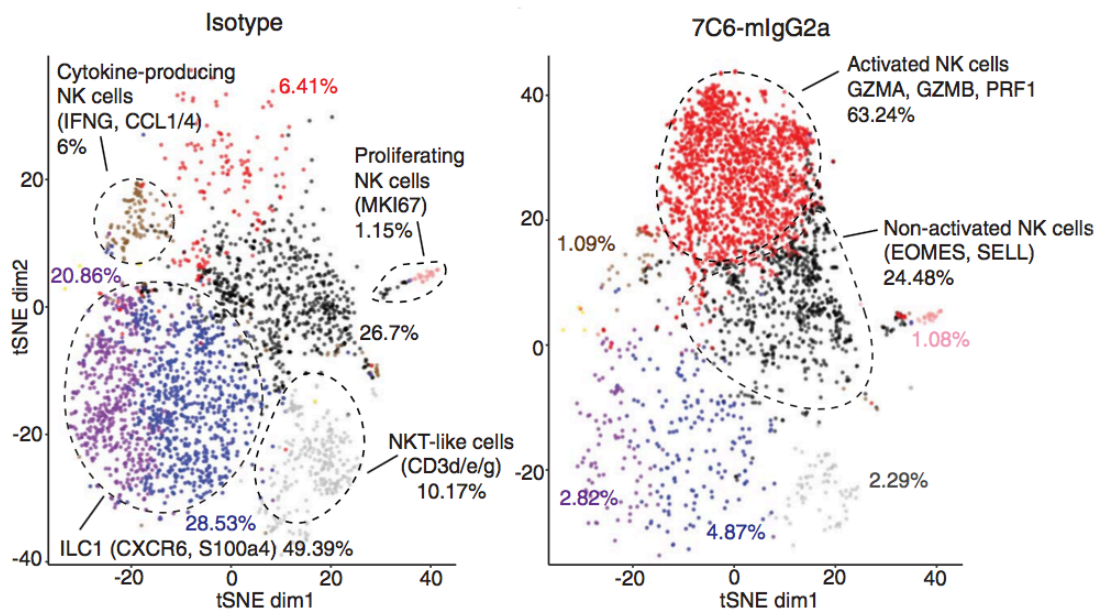 Isotype
Cytokine-producing
NK cells
(IFNG, CCL1/4)
6%
6.41%
Proliferating
NK cells
(MKI67)
1.15%
20.86%
26.7%
NKT-like cells
(CD3d/e/g)
10.17%
28.53%
ILC1 (CXCR6, S100a4) 49.39%
20
0
-20
-40
tSNE dim2
-20 0 20 40
tSNE dim1
7C6-mIgG2a
Activated NK cells
GZMA, GZMB, PRF1
63.24%
Non-activated NK cells
(EOMES, SELL)
24.48%
1.09%
1.08%
2.29%
2.82%
4.87%
40
20
0
-20
-20 0 20 40
tSNE dim1